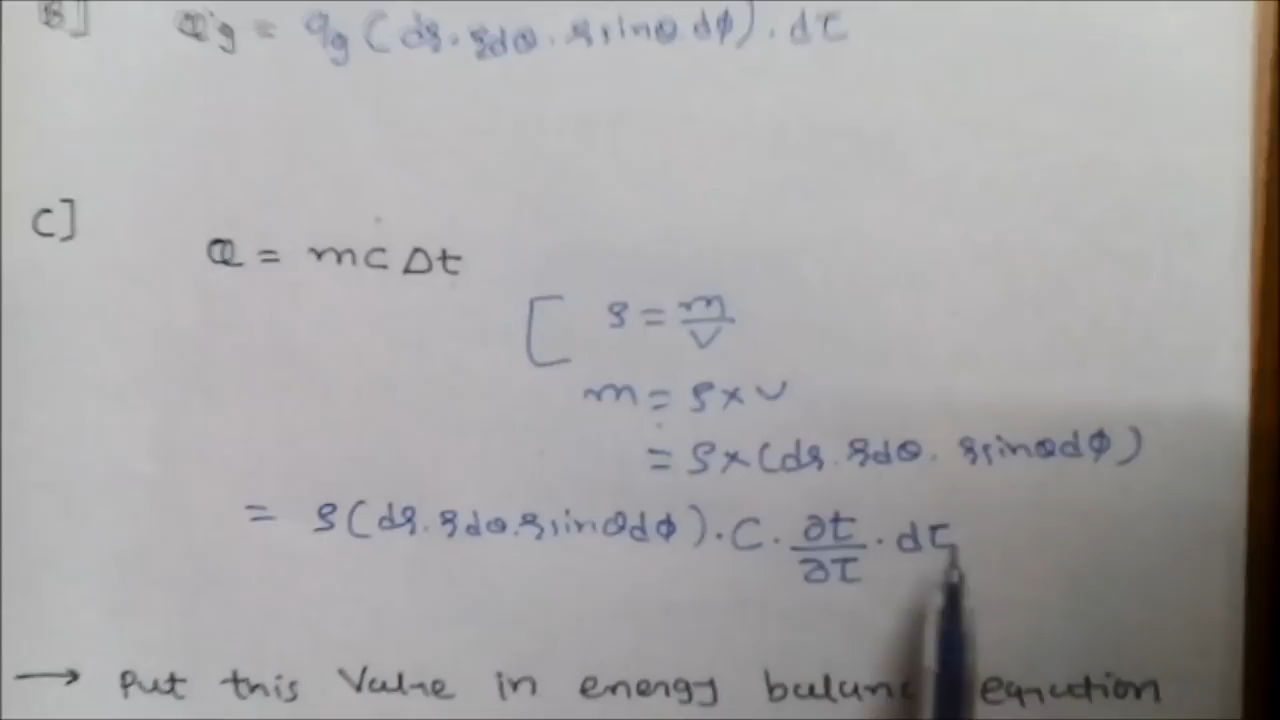 B] Qg = qg (dr. rdθ. rsinθ dϕ). dτ
C]
Q = mcΔt
[ ρ = m/V
m = ρ×v
= ρ×(dr. rdθ. rsinθdϕ)
= ρ(dr. rdθ. rsinθdϕ). C. ∂t/∂τ . dτ
→ Put this Value in energy balanc equation